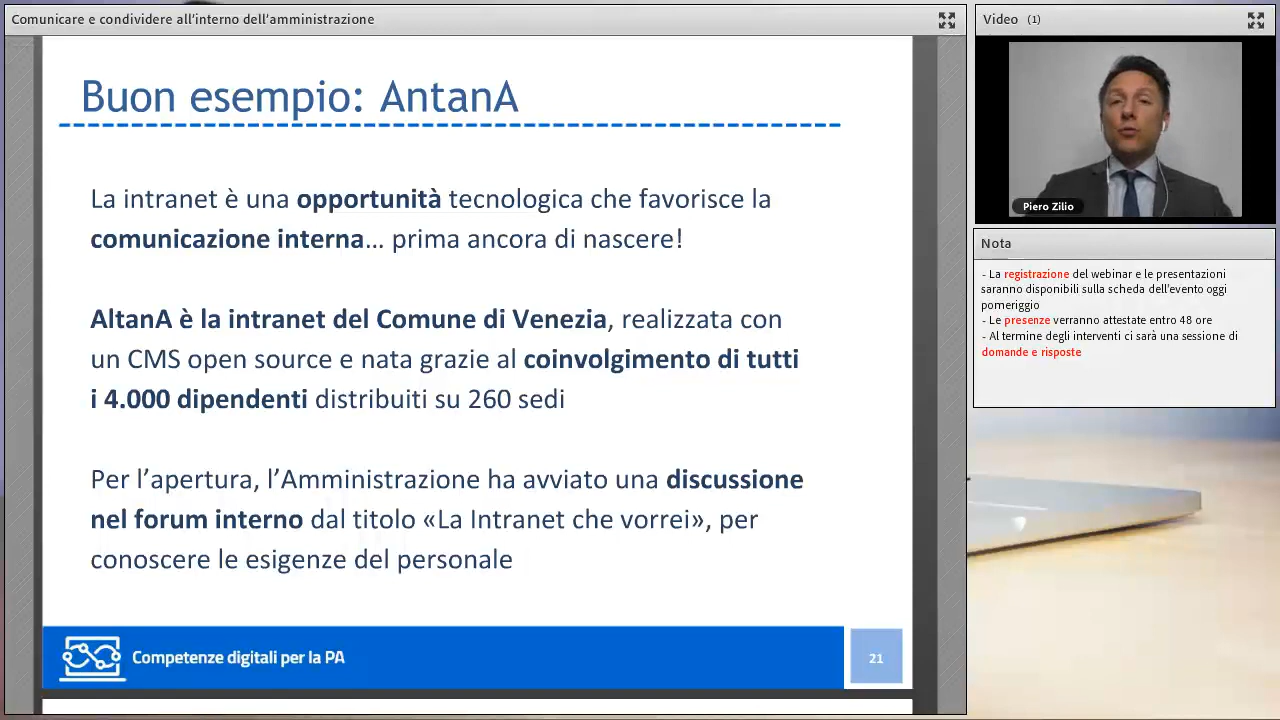 Comunicare e condividere all’interno dell’amministrazione
Buon esempio: AntanA
La intranet è una opportunità tecnologica che favorisce la
comunicazione interna… prima ancora di nascere!
AltanA è la intranet del Comune di Venezia, realizzata con
un CMS open source e nata grazie al coinvolgimento di tutti
i 4.000 dipendenti distribuiti su 260 sedi
Per l’apertura, l’Amministrazione ha avviato una discussione
nel forum interno dal titolo «La Intranet che vorrei», per
conoscere le esigenze del personale
Competenze digitali per la PA
21
Video (1)
Piero Zilio
Nota
- La registrazione del webinar e le presentazioni
saranno disponibili sulla scheda dell'evento oggi
pomeriggio
- Le presenze verranno attestate entro 48 ore
- Al termine degli interventi ci sarà una sessione di
domande e risposte